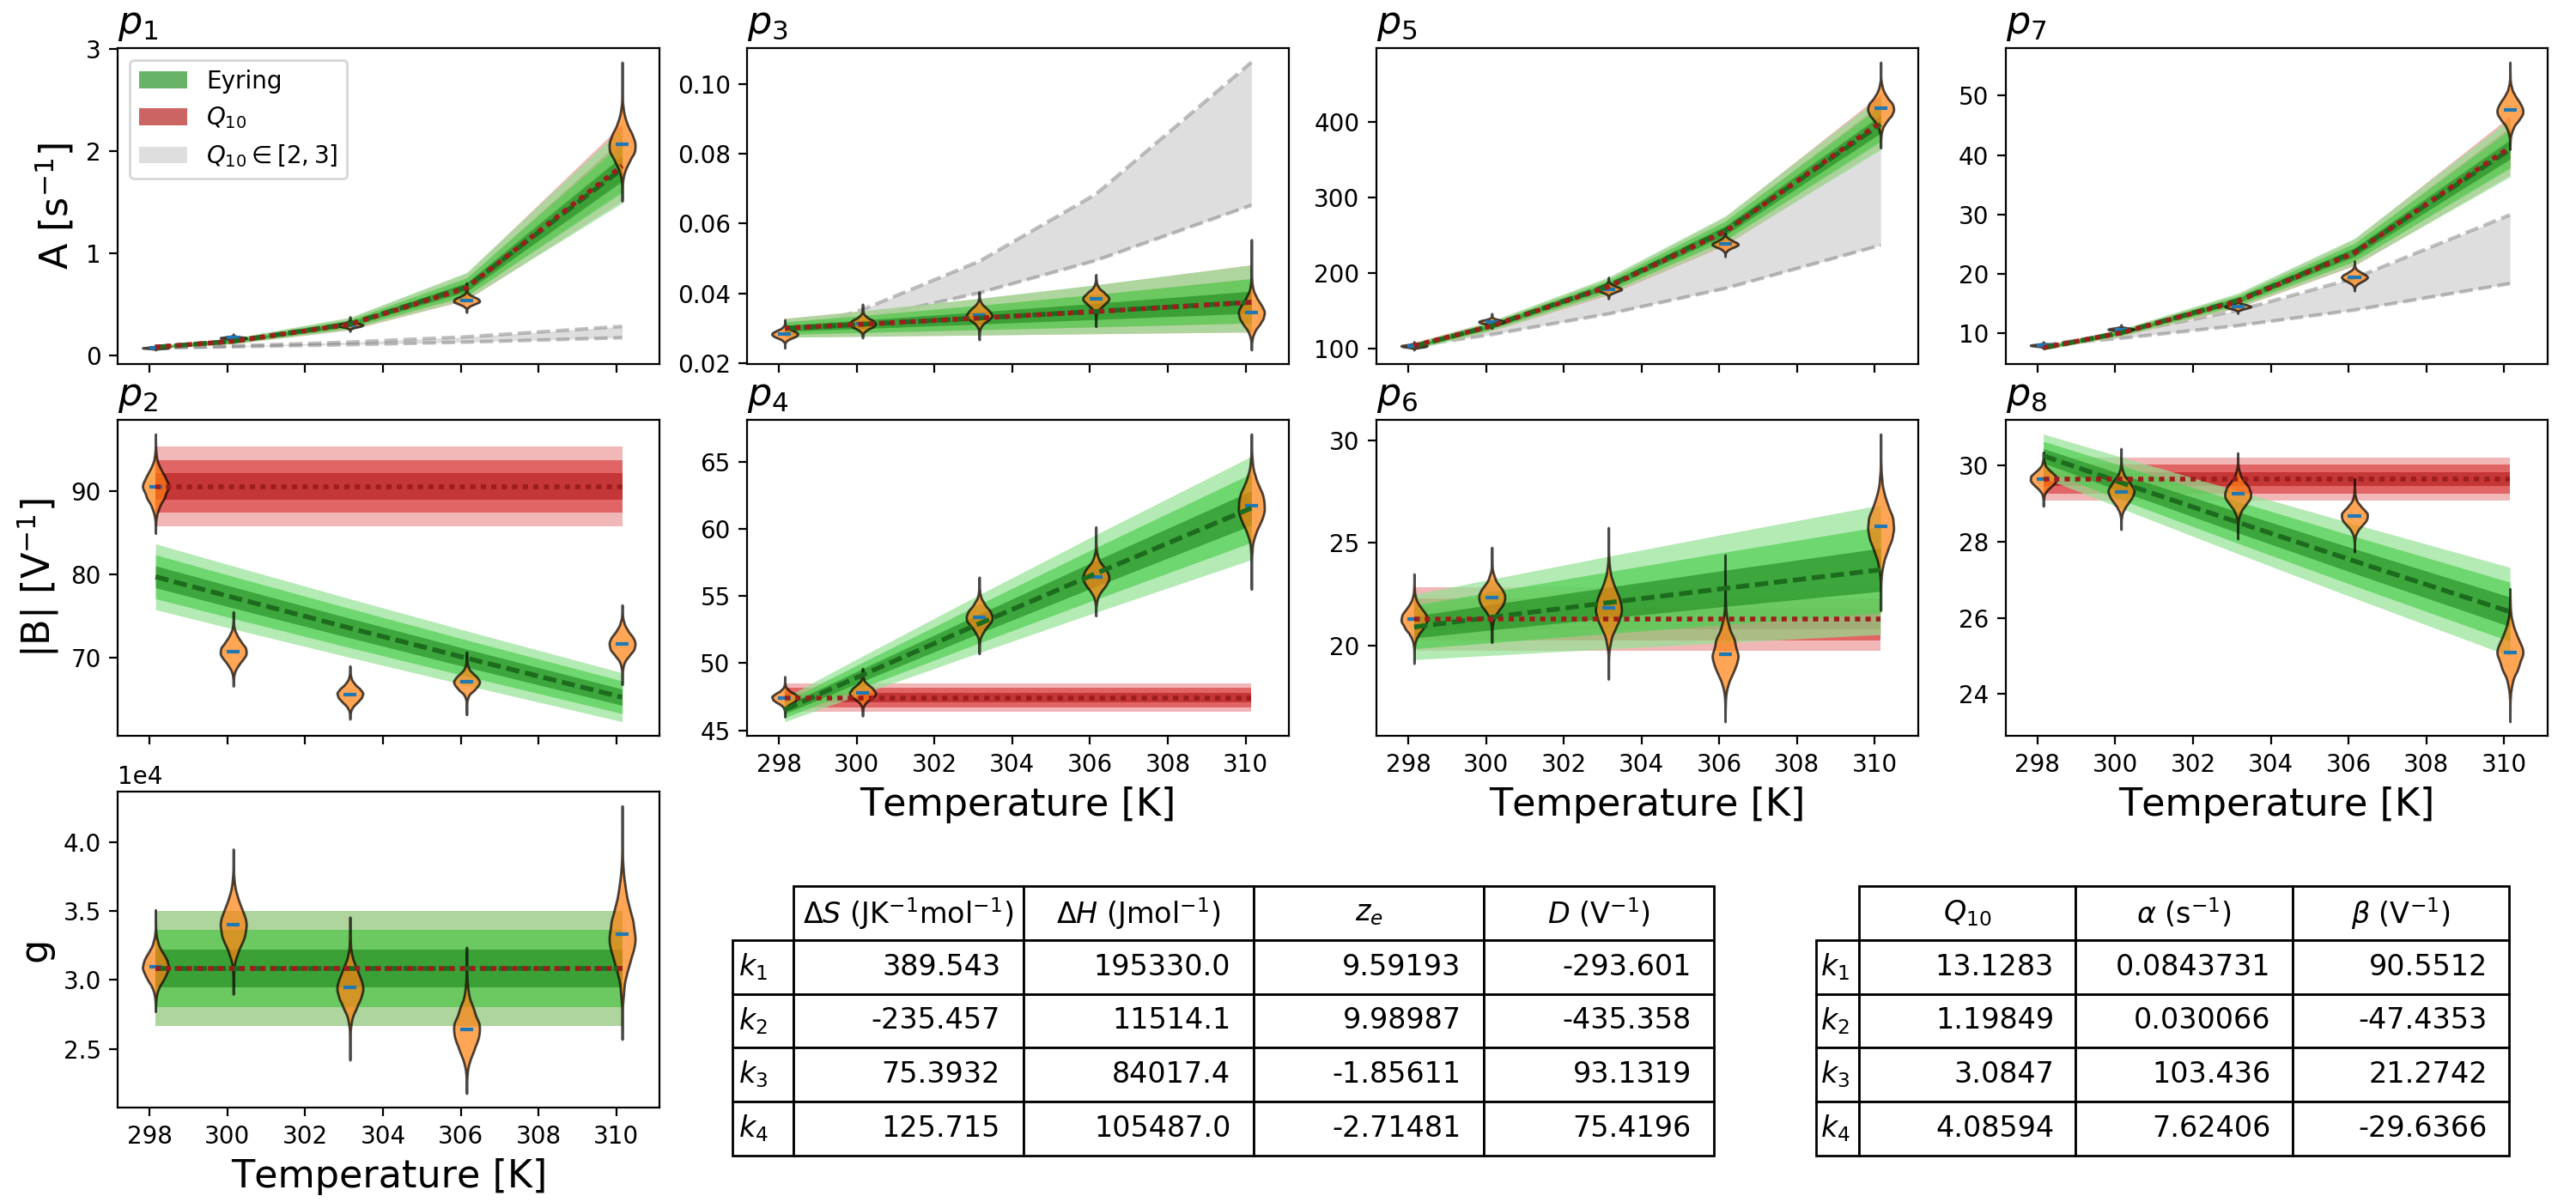 p₁ p₃ p₅ p₇
3 2 1 0
A [s⁻¹]
Eyring
Q₁₀
Q₁₀ ∈ [2, 3]
0.10 0.08 0.06 0.04 0.02
400 300 200 100
50 40 30 20 10
p₂ p₄ p₆ p₈
90 80 70
|B| [V⁻¹]
65 60 55 50 45
30 25 20
30 28 26 24
298 300 302 304 306 308 310
298 300 302 304 306 308 310
298 300 302 304 306 308 310
Temperature [K]
Temperature [K]
Temperature [K]
1e4
4.0 3.5 3.0 2.5
g
298 300 302 304 306 308 310
Temperature [K]
ΔS (JK⁻¹mol⁻¹) ΔH (Jmol⁻¹) zₑ D (V⁻¹)
k₁ 389.543 195330.0 9.59193 -293.601
k₂ -235.457 11514.1 9.98987 -435.358
k₃ 75.3932 84017.4 -1.85611 93.1319
k₄ 125.715 105487.0 -2.71481 75.4196
Q₁₀ α (s⁻¹) β (V⁻¹)
k₁ 13.1283 0.0843731 90.5512
k₂ 1.19849 0.030066 -47.4353
k₃ 3.0847 103.436 21.2742
k₄ 4.08594 7.62406 -29.6366